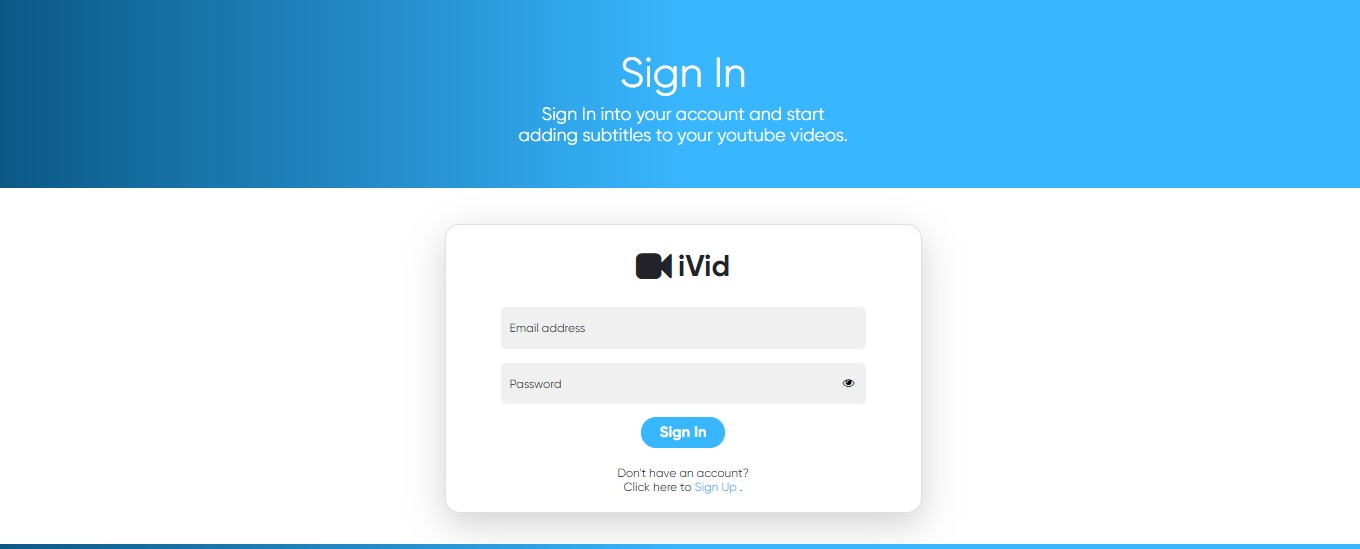 Sign In
Sign In into your account and start
adding subtitles to your youtube videos.
iVid
Email address
Password
Sign In
Don't have an account?
Click here to Sign Up .